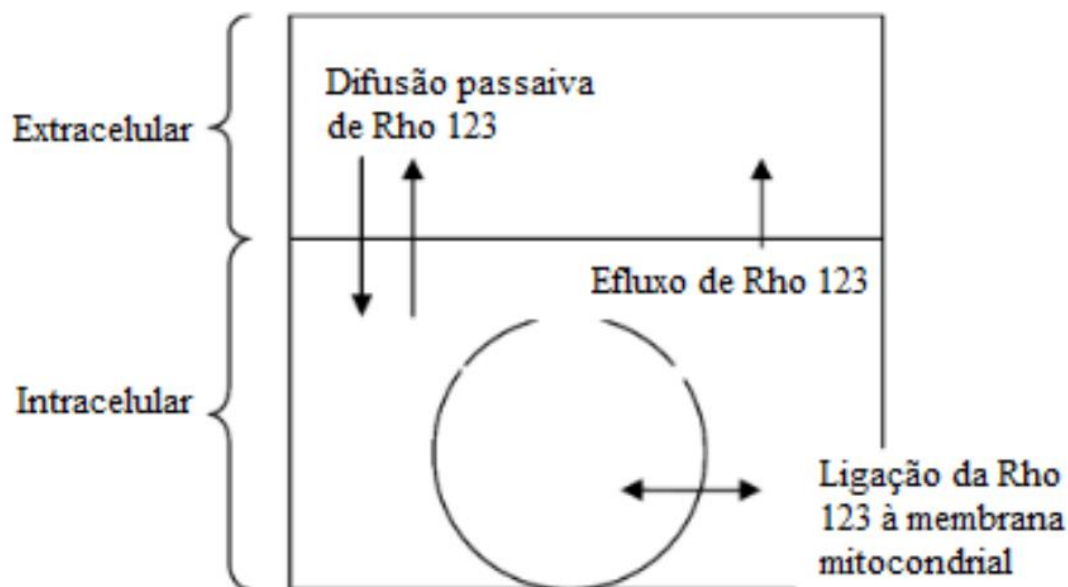 Difusão passaiva
de Rho 123
Extracelular
Efluxo de Rho 123
Intracelular
Ligação da Rho
123 à membrana
mitocondrial